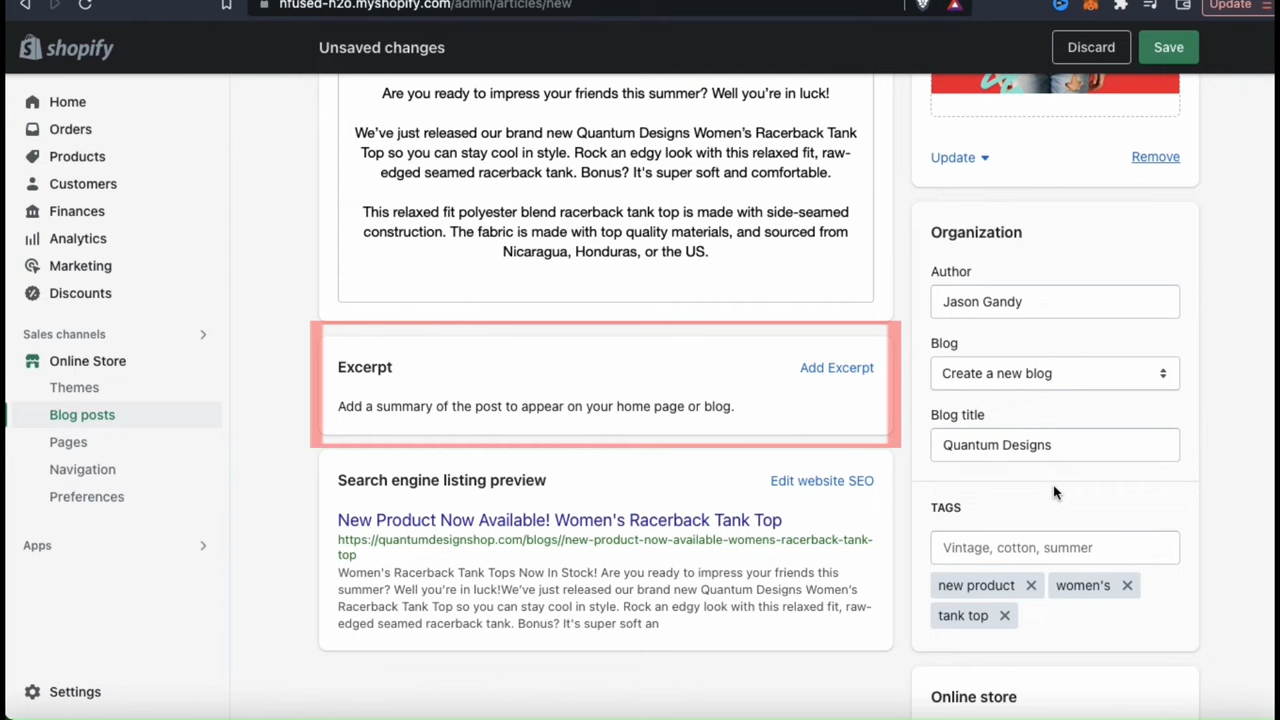 nfused-h2o.myshopify.com/admin/articles/new
Update
shopify
Unsaved changes
Discard
Save
Home
Orders
Products
Customers
Finances
Analytics
Marketing
Discounts
Sales channels
Online Store
Themes
Blog posts
Pages
Navigation
Preferences
Apps
Settings
Are you ready to impress your friends this summer? Well you're in luck!
We've just released our brand new Quantum Designs Women's Racerback Tank
Top so you can stay cool in style. Rock an edgy look with this relaxed fit, raw-
edged seamed racerback tank. Bonus? It's super soft and comfortable.
This relaxed fit polyester blend racerback tank top is made with side-seamed
construction. The fabric is made with top quality materials, and sourced from
Nicaragua, Honduras, or the US.
Excerpt
Add Excerpt
Add a summary of the post to appear on your home page or blog.
Search engine listing preview
Edit website SEO
New Product Now Available! Women's Racerback Tank Top
https://quantumdesignshop.com/blogs//new-product-now-available-womens-racerback-tank-
top
Women's Racerback Tank Tops Now In Stock! Are you ready to impress your friends this
summer? Well you're in luck!We've just released our brand new Quantum Designs Women's
Racerback Tank Top so you can stay cool in style. Rock an edgy look with this relaxed fit, raw-
edged seamed racerback tank. Bonus? It's super soft an
Update
Remove
Organization
Author
Jason Gandy
Blog
Create a new blog
Blog title
Quantum Designs
TAGS
Vintage, cotton, summer
new product
women's
tank top
Online store